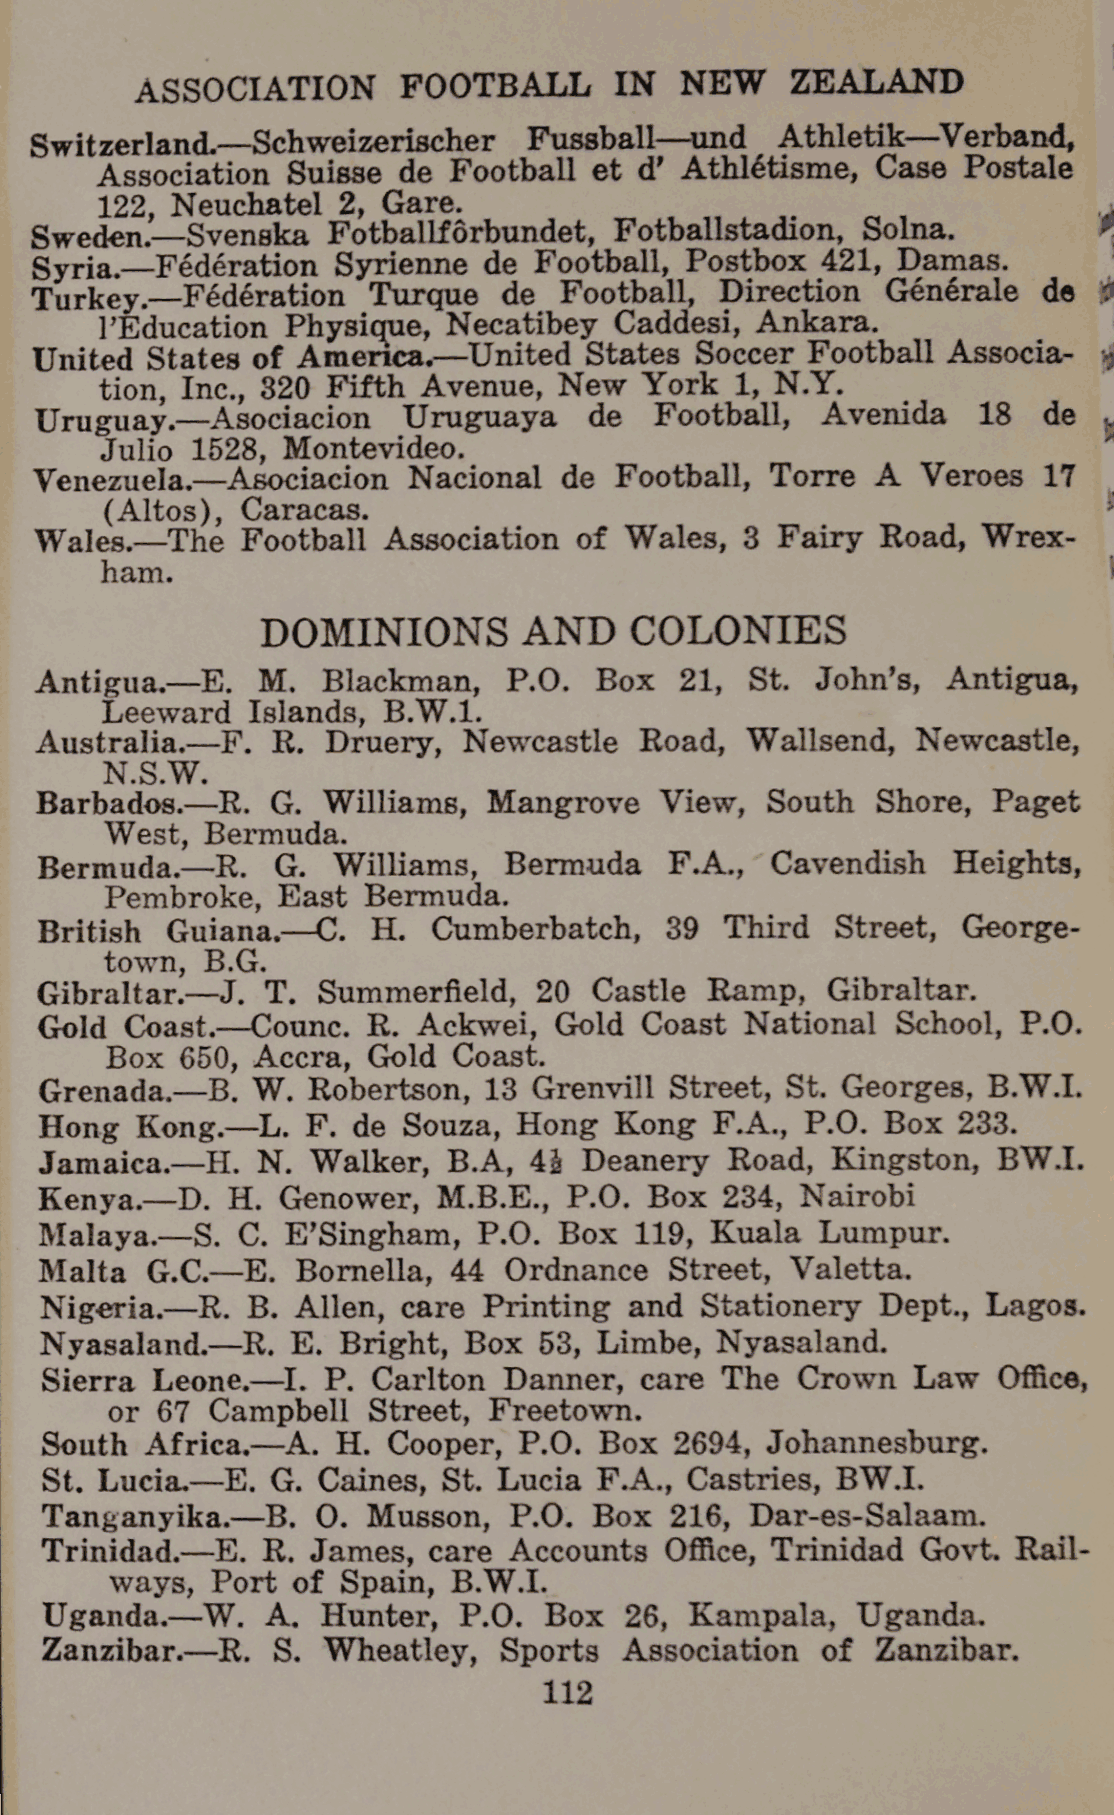 ASSOCIATION FOOTBALL IN NEW ZEALAND
Switzerland.—Schweizerischer Fussball—und Athletik—Verband,
Association Suisse de Football et d' Athlétisme, Case Postale
122, Neuchatel 2, Gare.
Sweden.—Svenska Fotballfôrbundet, Fotballstadion, Solna.
Syria.—Fédération Syrienne de Football, Postbox 421, Damas.
Turkey.—Fédération Turque de Football, Direction Générale de
l'Education Physique, Necatibey Caddesi, Ankara.
United States of America.—United States Soccer Football Associa-
tion, Inc., 320 Fifth Avenue, New York 1, N.Y.
Uruguay.—Asociacion Uruguaya de Football, Avenida 18 de
Julio 1528, Montevideo.
Venezuela.—Asociacion Nacional de Football, Torre A Veroes 17
(Altos), Caracas.
Wales.—The Football Association of Wales, 3 Fairy Road, Wrex-
ham.
DOMINIONS AND COLONIES
Antigua.—E. M. Blackman, P.O. Box 21, St. John's, Antigua,
Leeward Islands, B.W.1.
Australia.—F. R. Druery, Newcastle Road, Wallsend, Newcastle,
N.S.W.
Barbados.—R. G. Williams, Mangrove View, South Shore, Paget
West, Bermuda.
Bermuda.—R. G. Williams, Bermuda F.A., Cavendish Heights,
Pembroke, East Bermuda.
British Guiana.—C. H. Cumberbatch, 39 Third Street, George-
town, B.G.
Gibraltar.—J. T. Summerfield, 20 Castle Ramp, Gibraltar.
Gold Coast.—Counc. R. Ackwei, Gold Coast National School, P.O.
Box 650, Accra, Gold Coast.
Grenada.—B. W. Robertson, 13 Grenvill Street, St. Georges, B.W.I.
Hong Kong.—L. F. de Souza, Hong Kong F.A., P.O. Box 233.
Jamaica.—H. N. Walker, B.A, 4½ Deanery Road, Kingston, BW.I.
Kenya.—D. H. Genower, M.B.E., P.O. Box 234, Nairobi
Malaya.—S. C. E'Singham, P.O. Box 119, Kuala Lumpur.
Malta G.C.—E. Bornella, 44 Ordnance Street, Valetta.
Nigeria.—R. B. Allen, care Printing and Stationery Dept., Lagos.
Nyasaland.—R. E. Bright, Box 53, Limbe, Nyasaland.
Sierra Leone.—I. P. Carlton Danner, care The Crown Law Office,
or 67 Campbell Street, Freetown.
South Africa.—A. H. Cooper, P.O. Box 2694, Johannesburg.
St. Lucia.—E. G. Caines, St. Lucia F.A., Castries, BW.I.
Tanganyika.—B. O. Musson, P.O. Box 216, Dar-es-Salaam.
Trinidad.—E. R. James, care Accounts Office, Trinidad Govt. Rail-
ways, Port of Spain, B.W.I.
Uganda.—W. A. Hunter, P.O. Box 26, Kampala, Uganda.
Zanzibar.—R. S. Wheatley, Sports Association of Zanzibar.
112